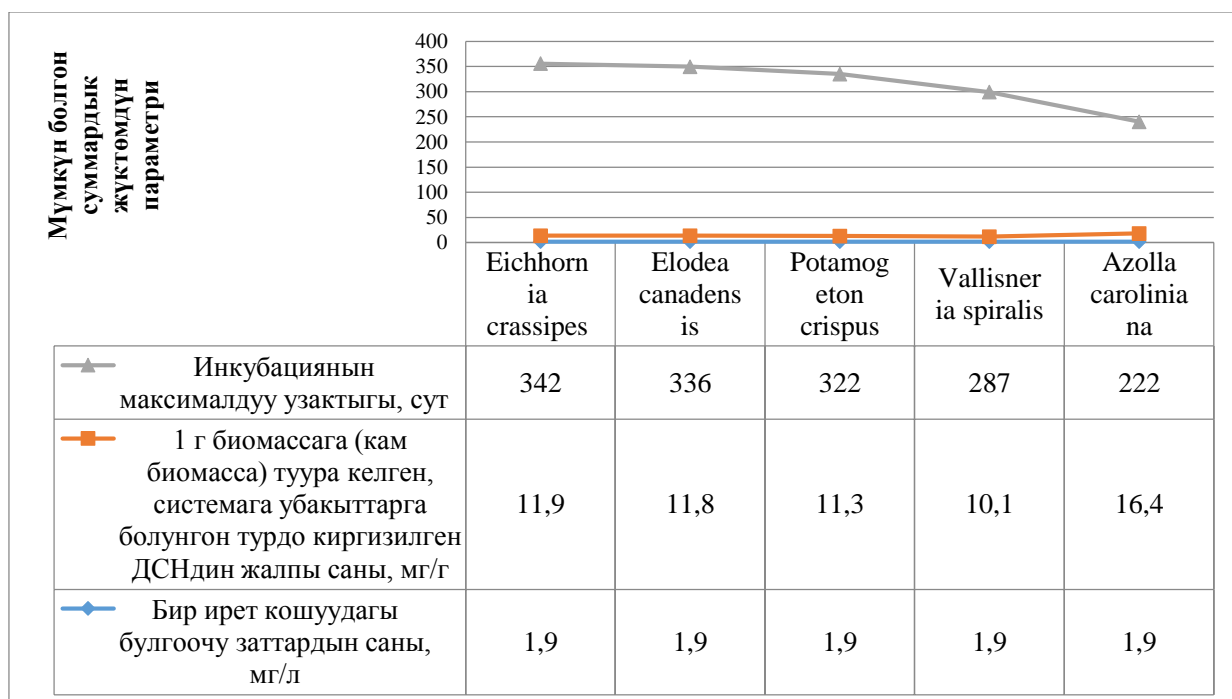 Мүмкүн болгон
суммардык
жүктөмдүн
параметри
400
350
300
250
200
150
100
50
0
Eichhorn
ia
crassipes
Elodea
canadens
is
Potamog
eton
crispus
Vallisner
ia spiralis
Azolla
carolinia
na
Инкубациянын
максималдуу узактыгы, сут
342
336
322
287
222
1 г биомассага (кам
биомасса) туура келген,
системага убакыттарга
болунгон турдо киргизилген
ДСНдин жалпы саны, мг/г
11,9
11,8
11,3
10,1
16,4
Бир ирет кошуудагы
булгоочу заттардын саны,
мг/л
1,9
1,9
1,9
1,9
1,9